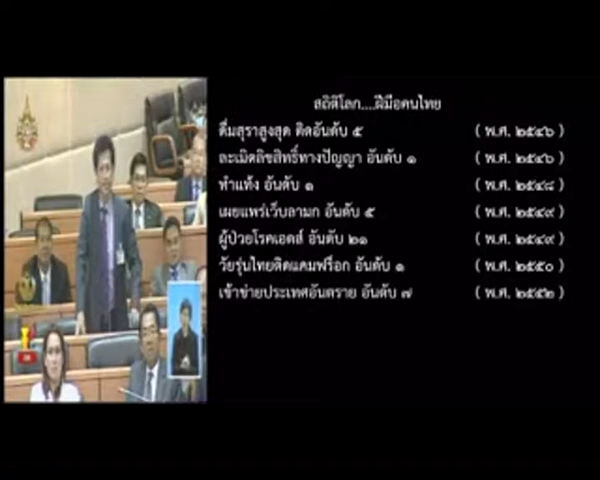 สถิติโลก....ฝีมือคนไทย
ดื่มสุราสูงสุด ติดอันดับ ๕ ( พ.ศ. ๒๕๔๖ )
ละเมิดลิขสิทธิ์ทางปัญญา อันดับ ๑ ( พ.ศ. ๒๕๔๖ )
ทำแท้ง อันดับ ๑ ( พ.ศ. ๒๕๔๘ )
เผยแพร่เว็บลามก อันดับ ๕ ( พ.ศ. ๒๕๔๙ )
ผู้ป่วยโรคเอดส์ อันดับ ๒๑ ( พ.ศ. ๒๕๔๙ )
วัยรุ่นไทยติดแคมฟร็อก อันดับ ๑ ( พ.ศ. ๒๕๕๐ )
เข้าข่ายประเทศอันตราย อันดับ ๗ ( พ.ศ. ๒๕๕๒ )